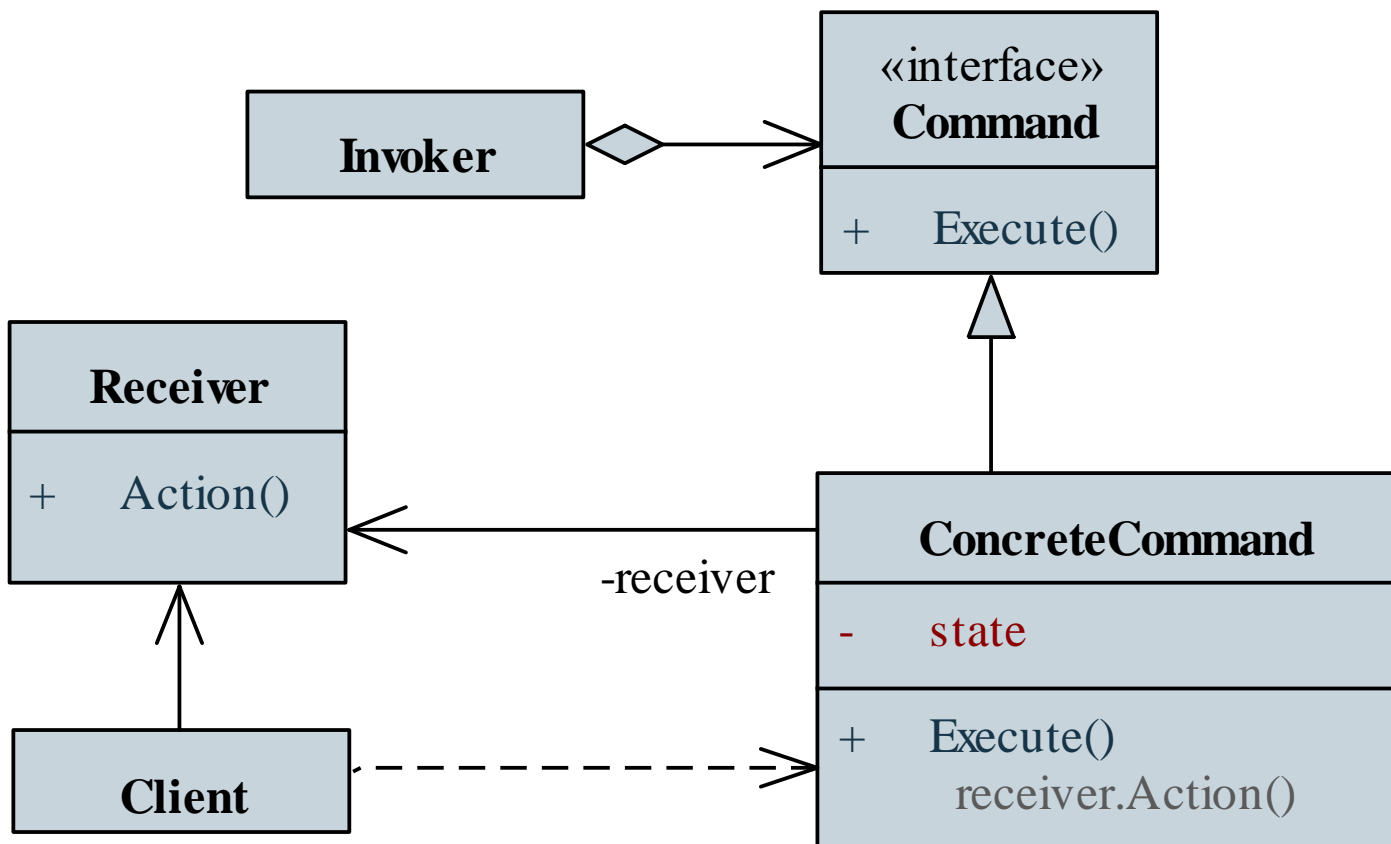 «interface»
Command
+ Execute()
Invoker
Receiver
+ Action()
-receiver
ConcreteCommand
- state
+ Execute()
receiver.Action()
Client